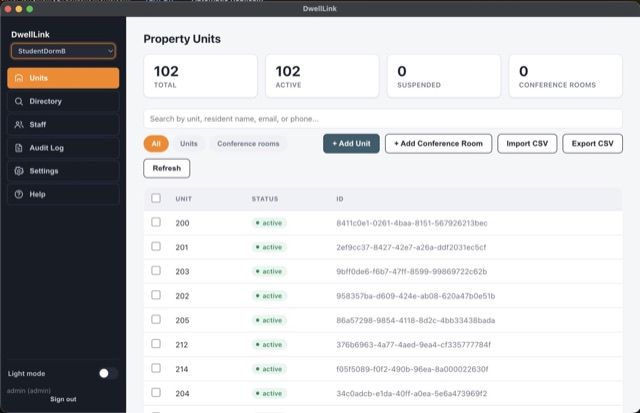 DwellLink
DwellLink
StudentDormB
Units
Directory
Staff
Audit Log
Settings
Help
Light mode
admin (admin)
Sign out
Property Units
102
TOTAL
102
ACTIVE
0
SUSPENDED
0
CONFERENCE ROOMS
Search by unit, resident name, email, or phone...
All Units Conference rooms + Add Unit + Add Conference Room Import CSV Export CSV
Refresh
UNIT STATUS ID
200 active 8411c0e1-0261-4baa-8151-567926213bec
201 active 2ef9cc37-8427-42e7-a26a-ddf2031ec5cf
203 active 9bff0de6-f6b7-47ff-8599-99869722c62b
202 active 958357ba-d609-424e-ab08-620a47b0e51b
205 active 86a57298-9854-4118-8d2c-4bb33438bada
212 active 376b6963-4a77-4aed-9ea4-cf335777784f
214 active f05f5089-f0f2-490b-96ea-8a000022630f
204 active 34c0adcb-e1da-40ff-a0ea-5e6a473969f2